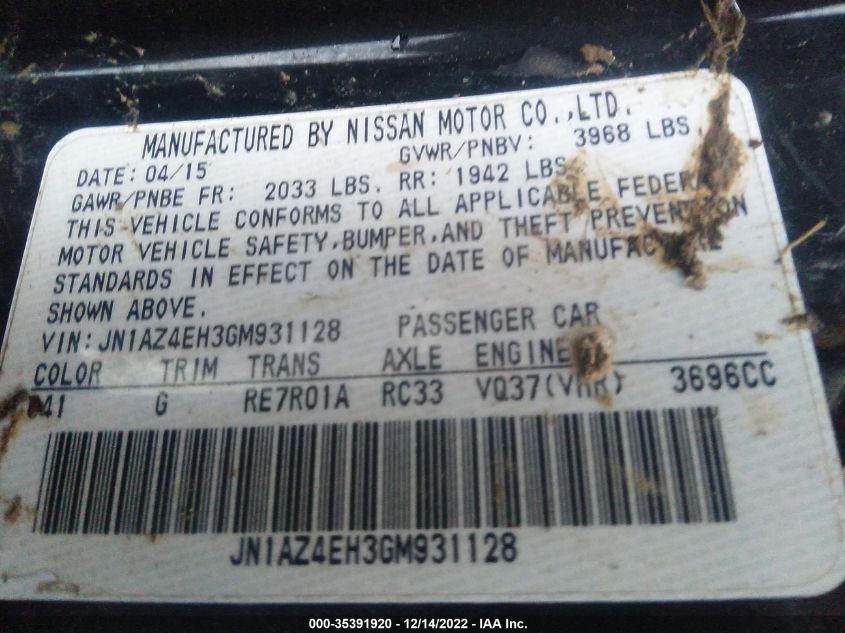 MANUFACTURED BY NISSAN MOTOR CO.,LTD.
DATE: 04/15 GVWR/PNBV: 3968 LBS
GAWR/PNBE FR: 2033 LBS. RR: 1942 LBS
THIS VEHICLE CONFORMS TO ALL APPLICABLE
MOTOR VEHICLE SAFETY,BUMPER,AND THEFT PREVENTION
STANDARDS IN EFFECT ON THE DATE OF MANUFACTURE
SHOWN ABOVE.
VIN: JN1AZ4EH3GM931128 PASSENGER CAR
COLOR TRIM TRANS AXLE ENGINE
G RE7R01A RC33 3696CC
JN1AZ4EH3GM931128
000-35391920 - 12/14/2022 - IAA Inc.